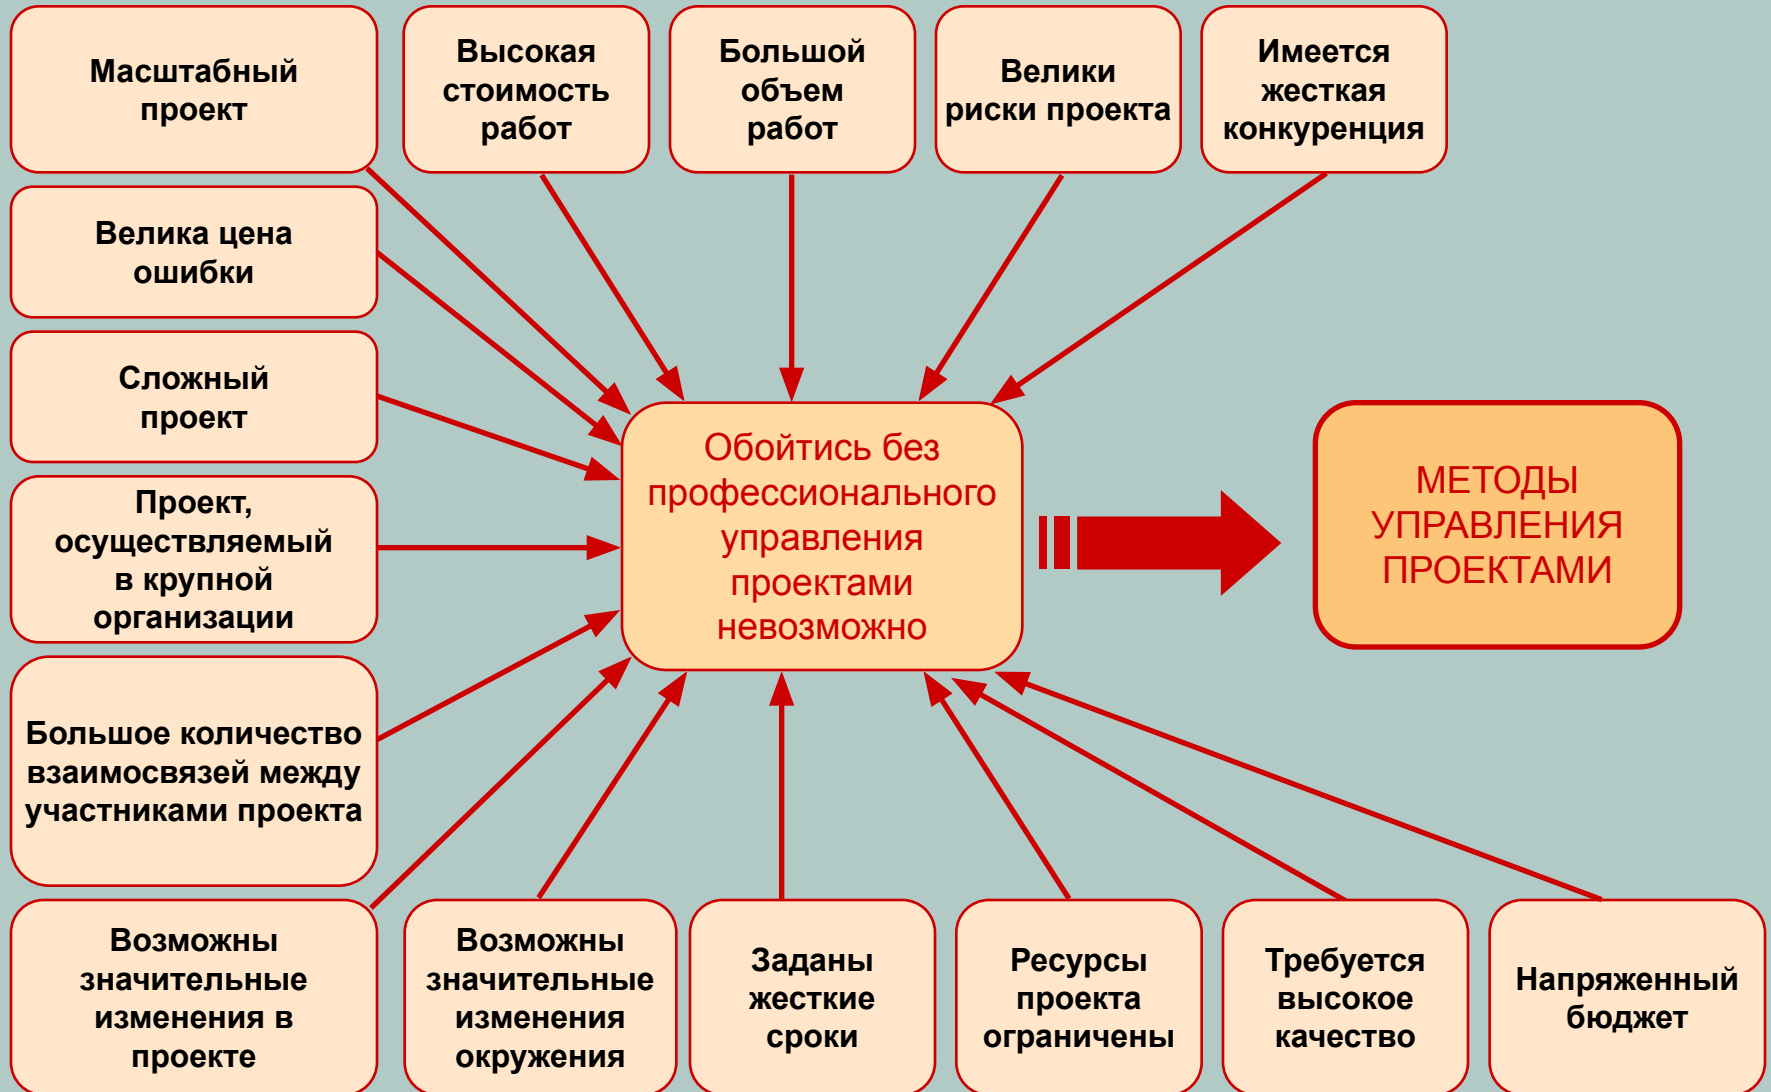 Масштабный
проект
Высокая
стоимость
работ
Большой
объем
работ
Велики
риски проекта
Имеется
жесткая
конкуренция
Велика цена
ошибки
Сложный
проект
Проект,
осуществляемый
в крупной
организации
Большое количество
взаимосвязей между
участниками проекта
Обойтись без
профессионального
управления
проектами
невозможно
МЕТОДЫ
УПРАВЛЕНИЯ
ПРОЕКТАМИ
Возможны
значительные
изменения в
проекте
Возможны
значительные
изменения
окружения
Заданы
жесткие
сроки
Ресурсы
проекта
ограничены
Требуется
высокое
качество
Напряженный
бюджет